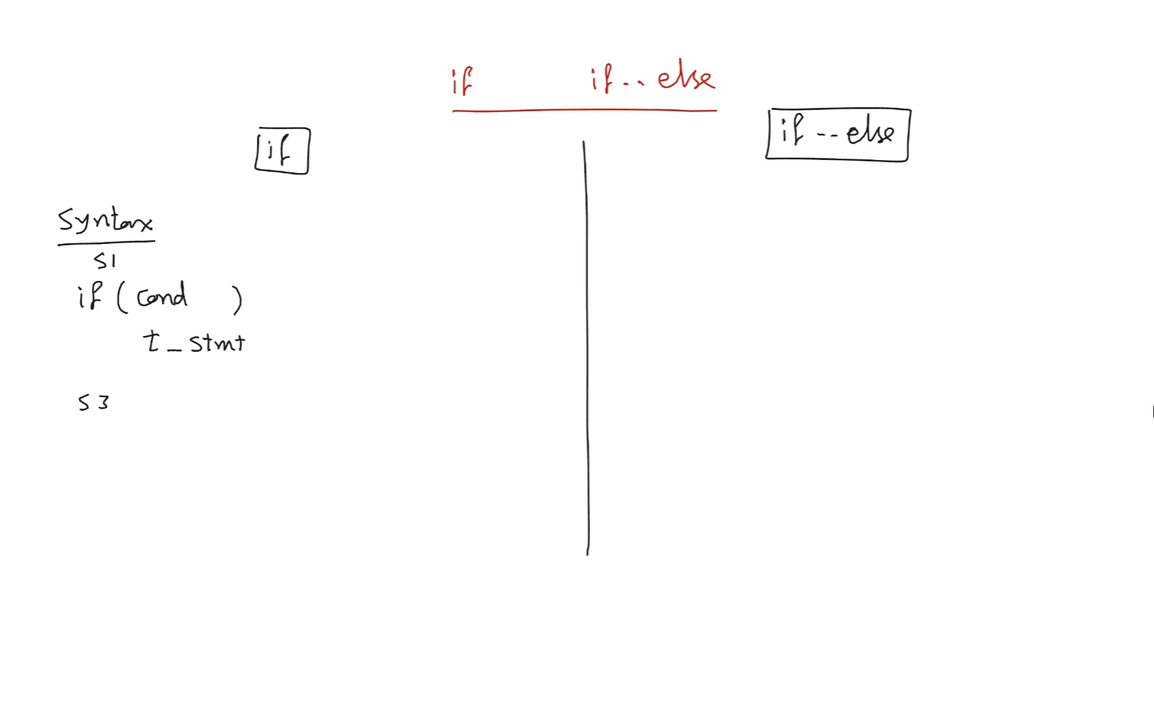 if if.. else
if
if -- else
Syntax
S1
if ( cond )
t_stmt
S3